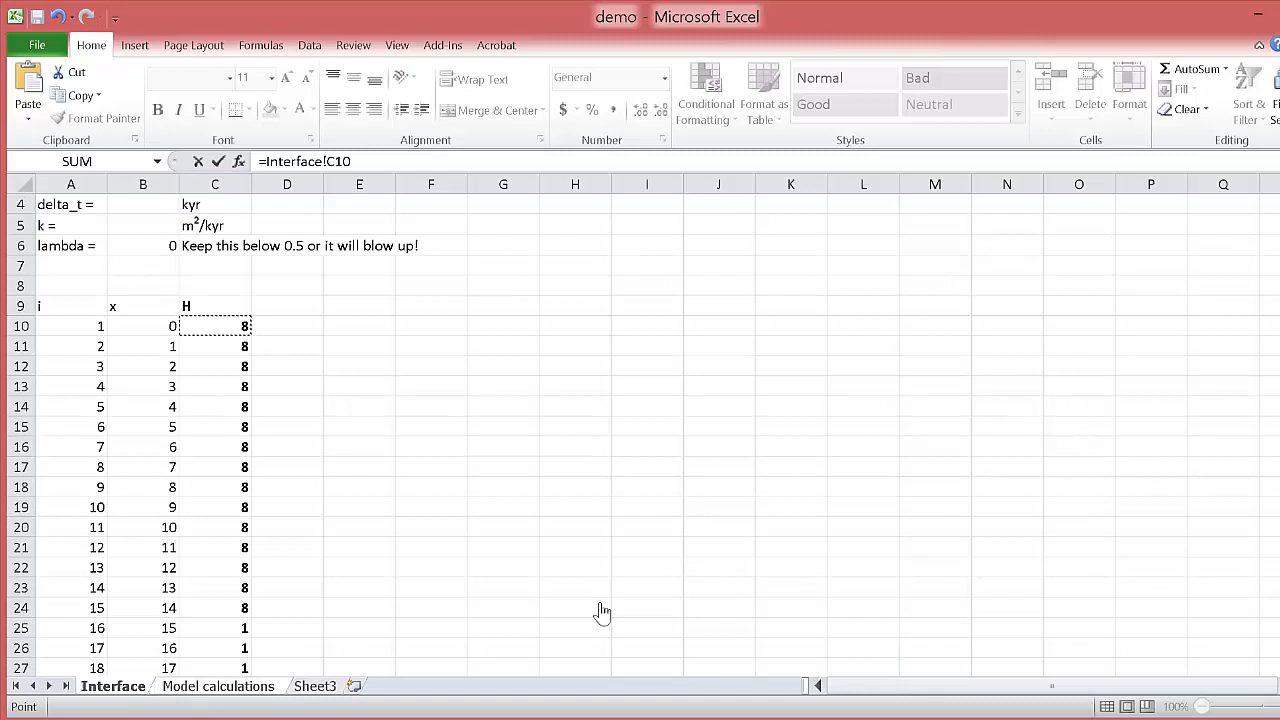 demo - Microsoft Excel
File Home Insert Page Layout Formulas Data Review View Add-Ins Acrobat
Paste Cut Copy Format Painter
11 Wrap Text General Normal Bad
B I U A Merge & Center $ % , Good Neutral
Conditional Formatting Format as Table
Insert Delete Format
Σ AutoSum Fill Clear Sort & Filter
Clipboard Font Alignment Number Styles Cells Editing
SUM fx =Interface!C10
A B C D E F G H I J K L M N O P Q
4 delta_t = kyr
5 k = m²/kyr
6 lambda = 0 Keep this below 0.5 or it will blow up!
7
8
9 i x H
10 1 0 8
11 2 1 8
12 3 2 8
13 4 3 8
14 5 4 8
15 6 5 8
16 7 6 8
17 8 7 8
18 9 8 8
19 10 9 8
20 11 10 8
21 12 11 8
22 13 12 8
23 14 13 8
24 15 14 8
25 16 15 1
26 17 16 1
27 18 17 1
Interface Model calculations Sheet3
Point 100%